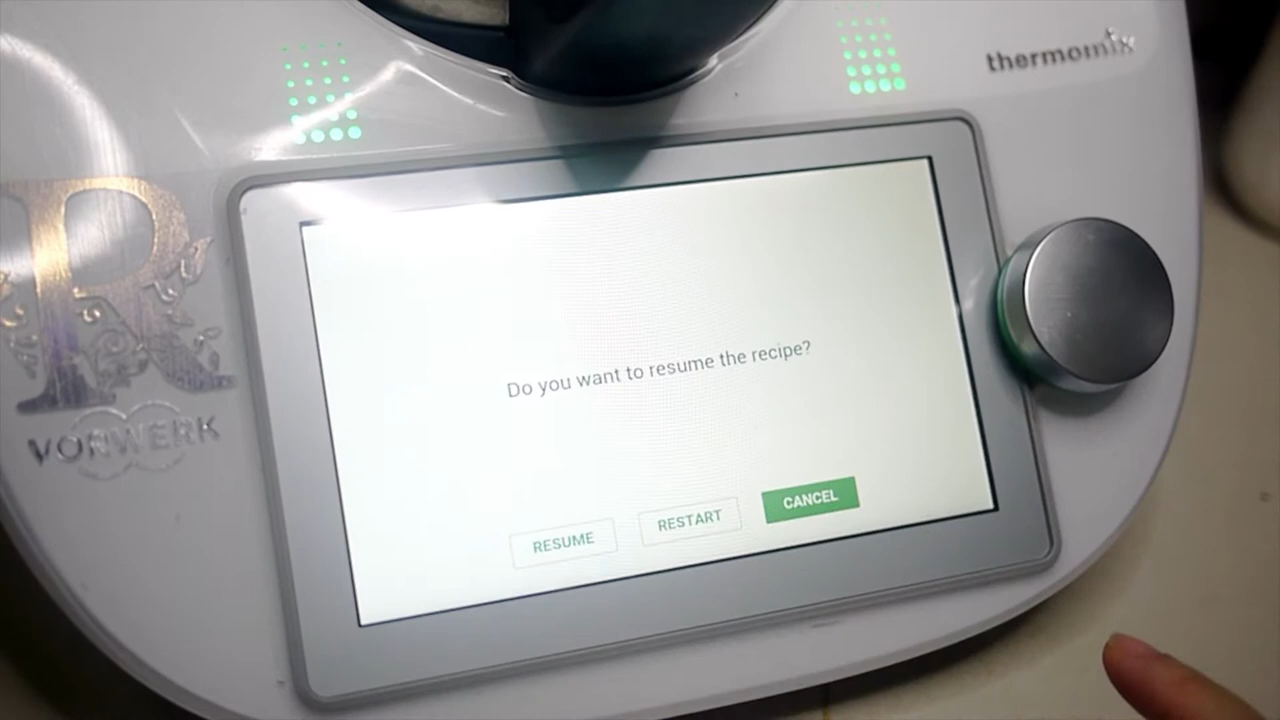 thermomix
R
VORWERK
Do you want to resume the recipe?
RESUME
RESTART
CANCEL